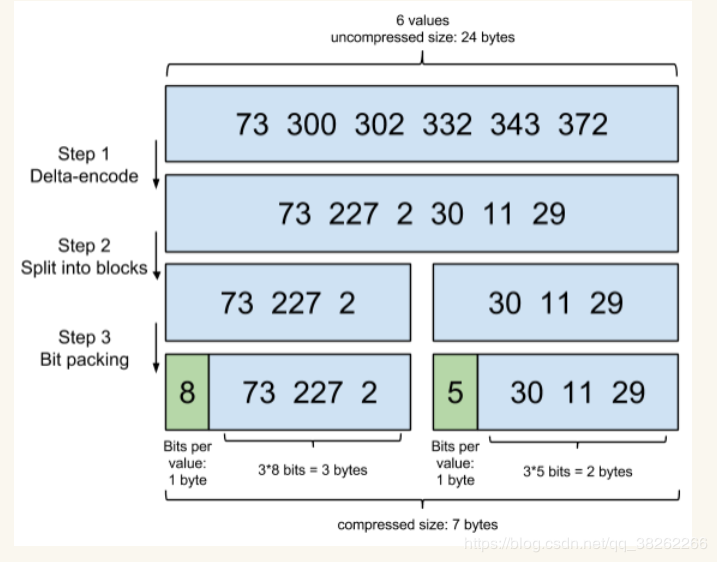 6 values
uncompressed size: 24 bytes
73 300 302 332 343 372
Step 1
Delta-encode
73 227 2 30 11 29
Step 2
Split into blocks
73 227 2
30 11 29
Step 3
Bit packing
8
73 227 2
5
30 11 29
Bits per
value:
1 byte
3*8 bits = 3 bytes
Bits per
value:
1 byte
3*5 bits = 2 bytes
compressed size: 7 bytes
https://blog.csdn.net/qq_38262266